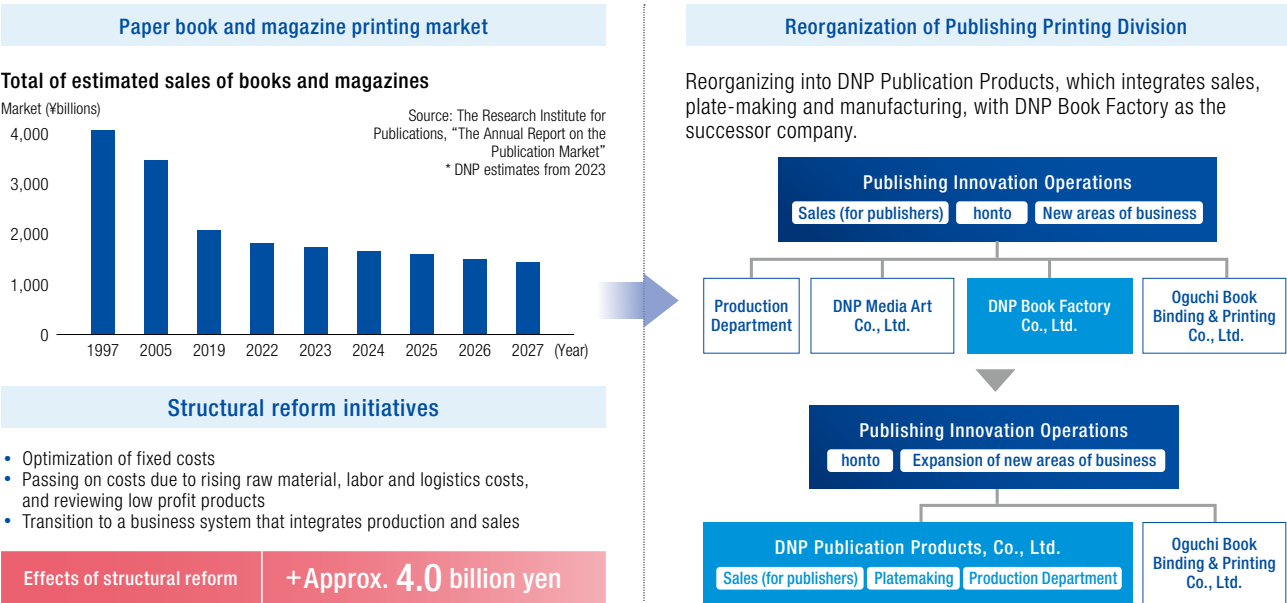 Paper book and magazine printing market
Total of estimated sales of books and magazines
Market (¥billions)
Source: The Research Institute for
Publications, “The Annual Report on the
Publication Market”
* DNP estimates from 2023
4,000
3,000
2,000
1,000
0
1997 2005 2019 2022 2023 2024 2025 2026 2027 (Year)
Structural reform initiatives
• Optimization of fixed costs
• Passing on costs due to rising raw material, labor and logistics costs,
and reviewing low profit products
• Transition to a business system that integrates production and sales
Effects of structural reform +Approx. 4.0 billion yen
Reorganization of Publishing Printing Division
Reorganizing into DNP Publication Products, which integrates sales,
plate-making and manufacturing, with DNP Book Factory as the
successor company.
Publishing Innovation Operations
Sales (for publishers) honto New areas of business
Production
Department
DNP Media Art
Co., Ltd.
DNP Book Factory
Co., Ltd.
Oguchi Book
Binding & Printing
Co., Ltd.
Publishing Innovation Operations
honto Expansion of new areas of business
DNP Publication Products, Co., Ltd.
Sales (for publishers) Platemaking Production Department
Oguchi Book
Binding & Printing
Co., Ltd.